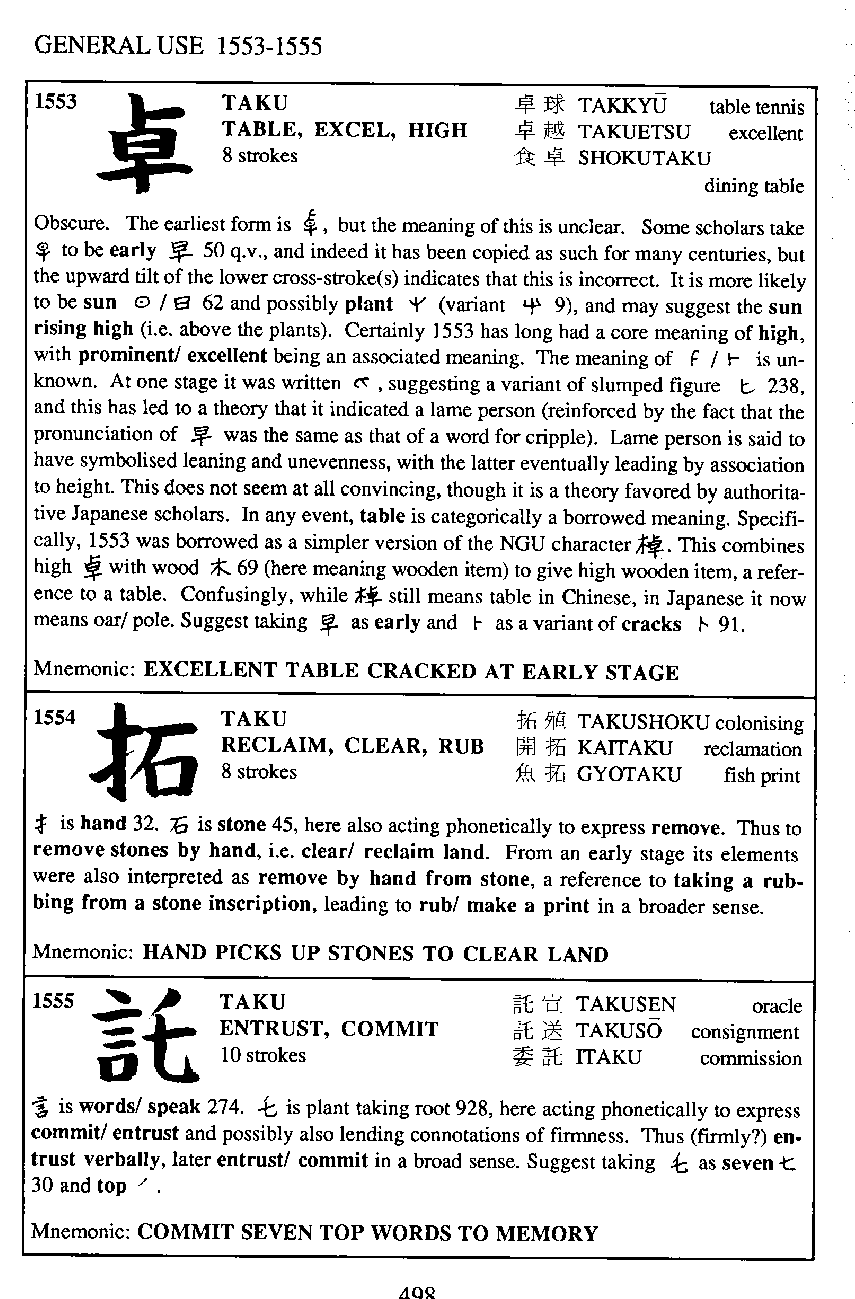 GENERAL USE 1553-1555
1553 卓 TAKU 卓球 TAKKYŪ table tennis
TABLE, EXCEL, HIGH 卓越 TAKUETSU excellent
8 strokes 食卓 SHOKUTAKU
dining table
Obscure. The earliest form is , but the meaning of this is unclear. Some scholars take
to be early 早 50 q.v., and indeed it has been copied as such for many centuries, but
the upward tilt of the lower cross-stroke(s) indicates that this is incorrect. It is more likely
to be sun ⊙ / 日 62 and possibly plant (variant 9), and may suggest the sun
rising high (i.e. above the plants). Certainly 1553 has long had a core meaning of high,
with prominent/ excellent being an associated meaning. The meaning of / ⺊ is un-
known. At one stage it was written , suggesting a variant of slumped figure 匕 238,
and this has led to a theory that it indicated a lame person (reinforced by the fact that the
pronunciation of 早 was the same as that of a word for cripple). Lame person is said to
have symbolised leaning and unevenness, with the latter eventually leading by association
to height. This does not seem at all convincing, though it is a theory favored by authorita-
tive Japanese scholars. In any event, table is categorically a borrowed meaning. Specifi-
cally, 1553 was borrowed as a simpler version of the NGU character 棹. This combines
high 卓 with wood 木 69 (here meaning wooden item) to give high wooden item, a refer-
ence to a table. Confusingly, while 棹 still means table in Chinese, in Japanese it now
means oar/ pole. Suggest taking 早 as early and ⺊ as a variant of cracks 卜 91.
Mnemonic: EXCELLENT TABLE CRACKED AT EARLY STAGE
1554 拓 TAKU 拓殖 TAKUSHOKU colonising
RECLAIM, CLEAR, RUB 開拓 KAITAKU reclamation
8 strokes 魚拓 GYOTAKU fish print
扌 is hand 32. 石 is stone 45, here also acting phonetically to express remove. Thus to
remove stones by hand, i.e. clear/ reclaim land. From an early stage its elements
were also interpreted as remove by hand from stone, a reference to taking a rub-
bing from a stone inscription, leading to rub/ make a print in a broader sense.
Mnemonic: HAND PICKS UP STONES TO CLEAR LAND
1555 託 TAKU 託宣 TAKUSEN oracle
ENTRUST, COMMIT 託送 TAKUSŌ consignment
10 strokes 委託 ITAKU commission
言 is words/ speak 274. 乇 is plant taking root 928, here acting phonetically to express
commit/ entrust and possibly also lending connotations of firmness. Thus (firmly?) en-
trust verbally, later entrust/ commit in a broad sense. Suggest taking 乇 as seven 七
30 and top ㇒ .
Mnemonic: COMMIT SEVEN TOP WORDS TO MEMORY
498